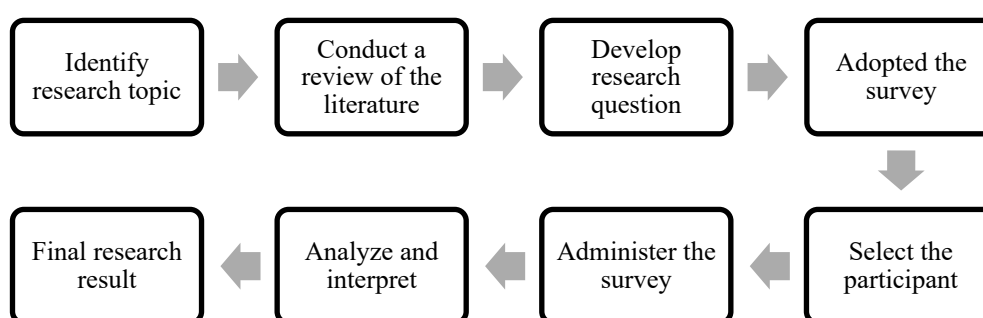 Identify
research topic
Conduct a
review of the
literature
Develop
research
question
Adopted the
survey
Select the
participant
Administer the
survey
Analyze and
interpret
Final research
result